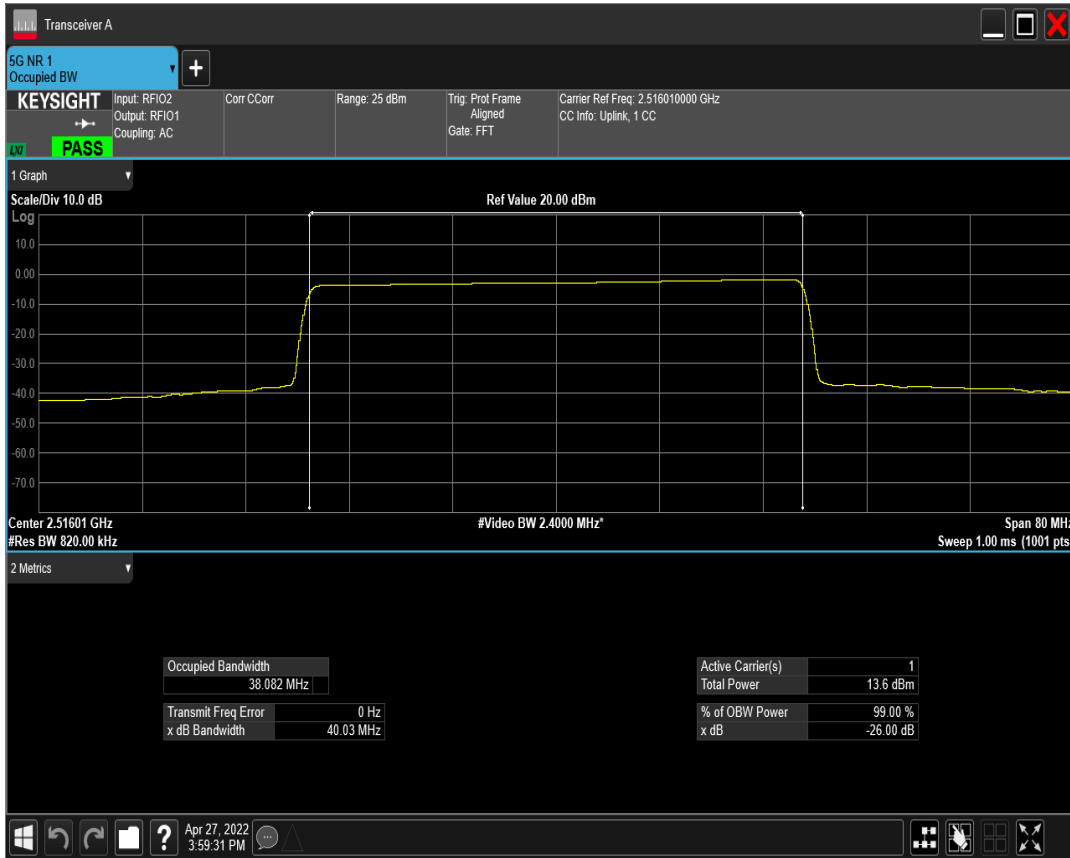 Transceiver A
5G NR 1
Occupied BW
KEYSIGHT
Input: RFIO2
Output: RFIO1
Coupling: AC
Corr CCorr
Range: 25 dBm
Trig: Prot Frame
Aligned
Gate: FFT
Carrier Ref Freq: 2.516010000 GHz
CC Info: Uplink, 1 CC
LXI
PASS
1 Graph
Scale/Div 10.0 dB
Ref Value 20.00 dBm
Log
10.0
0.00
-10.0
-20.0
-30.0
-40.0
-50.0
-60.0
-70.0
Center 2.51601 GHz
#Video BW 2.4000 MHz*
Span 80 MHz
#Res BW 820.00 kHz
Sweep 1.00 ms (1001 pts
2 Metrics
Occupied Bandwidth
38.082 MHz
Transmit Freq Error 0 Hz
x dB Bandwidth 40.03 MHz
Active Carrier(s) 1
Total Power 13.6 dBm
% of OBW Power 99.00 %
x dB -26.00 dB
?
Apr 27, 2022
3:59:31 PM